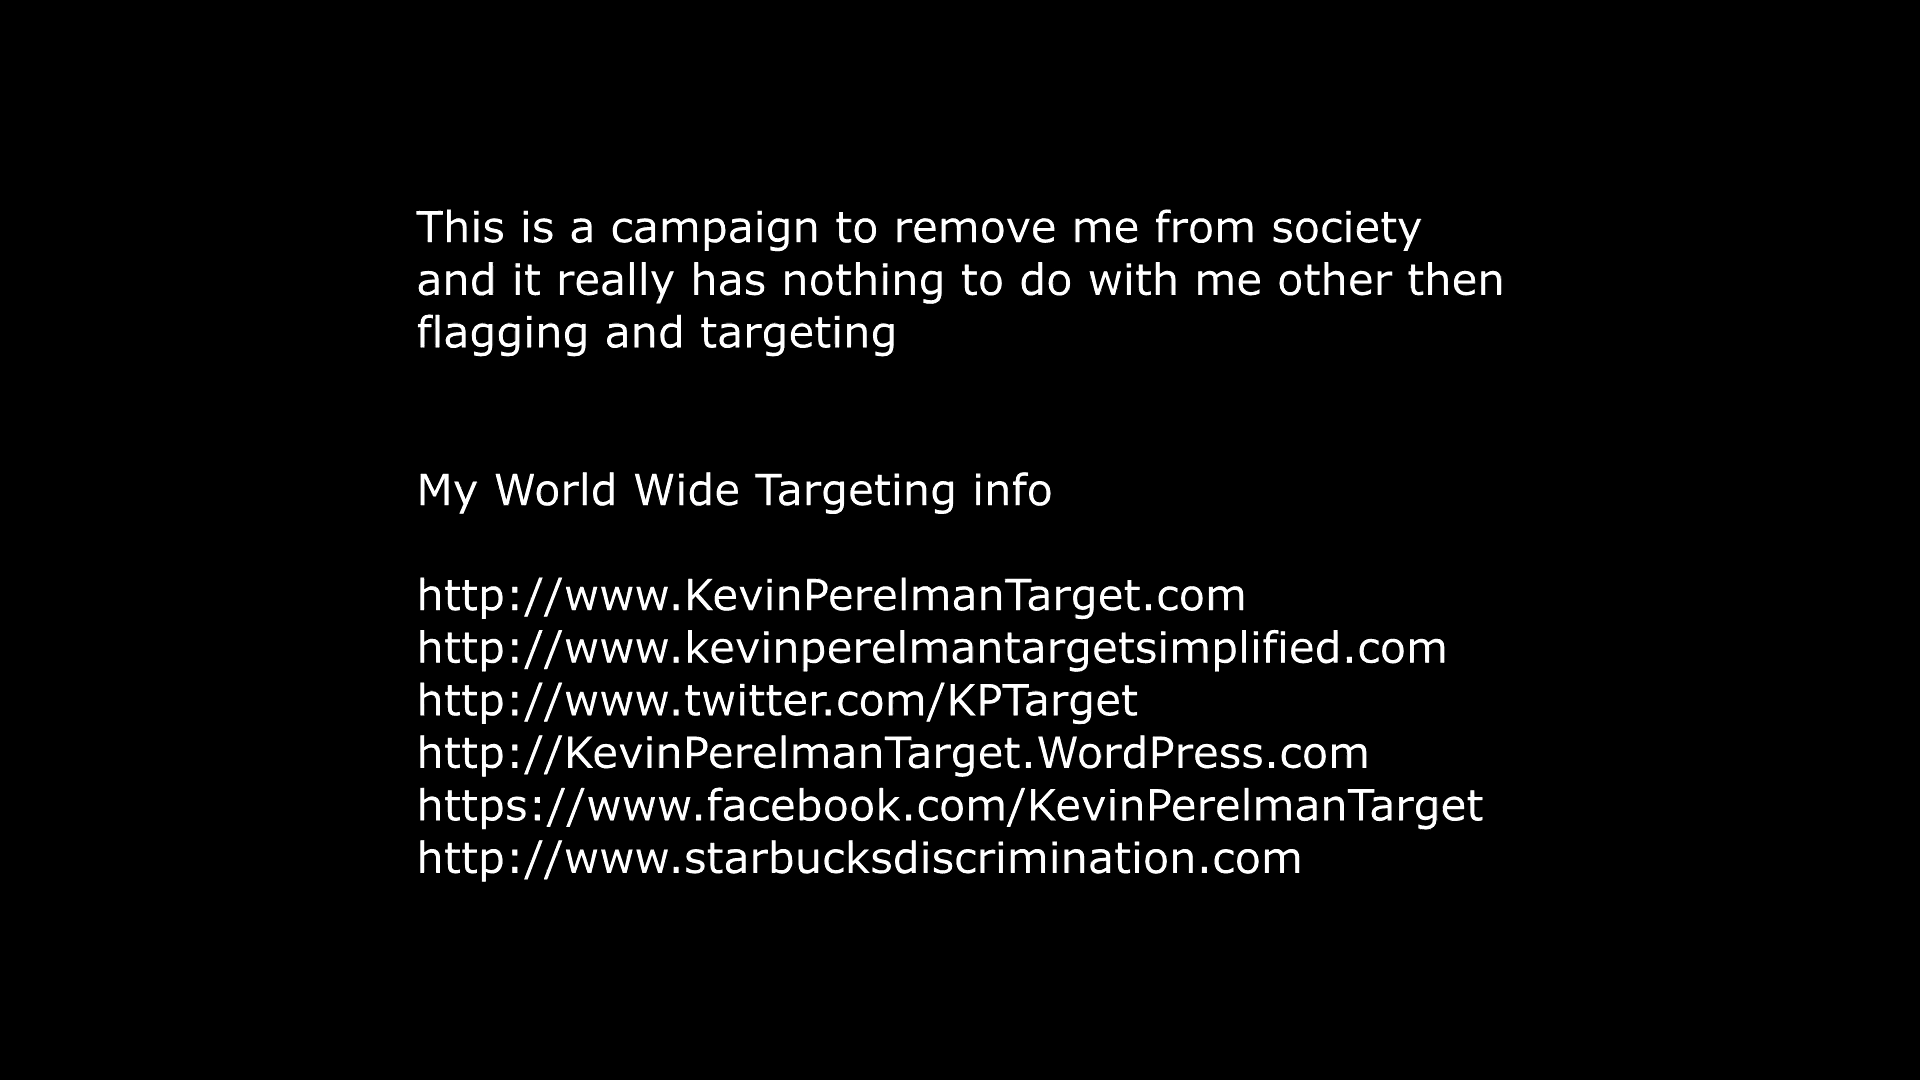 This is a campaign to remove me from society
and it really has nothing to do with me other then
flagging and targeting
My World Wide Targeting info
http://www.KevinPerelmanTarget.com
http://www.kevinperelmantargetsimplified.com
http://www.twitter.com/KPTarget
http://KevinPerelmanTarget.WordPress.com
https://www.facebook.com/KevinPerelmanTarget
http://www.starbucksdiscrimination.com